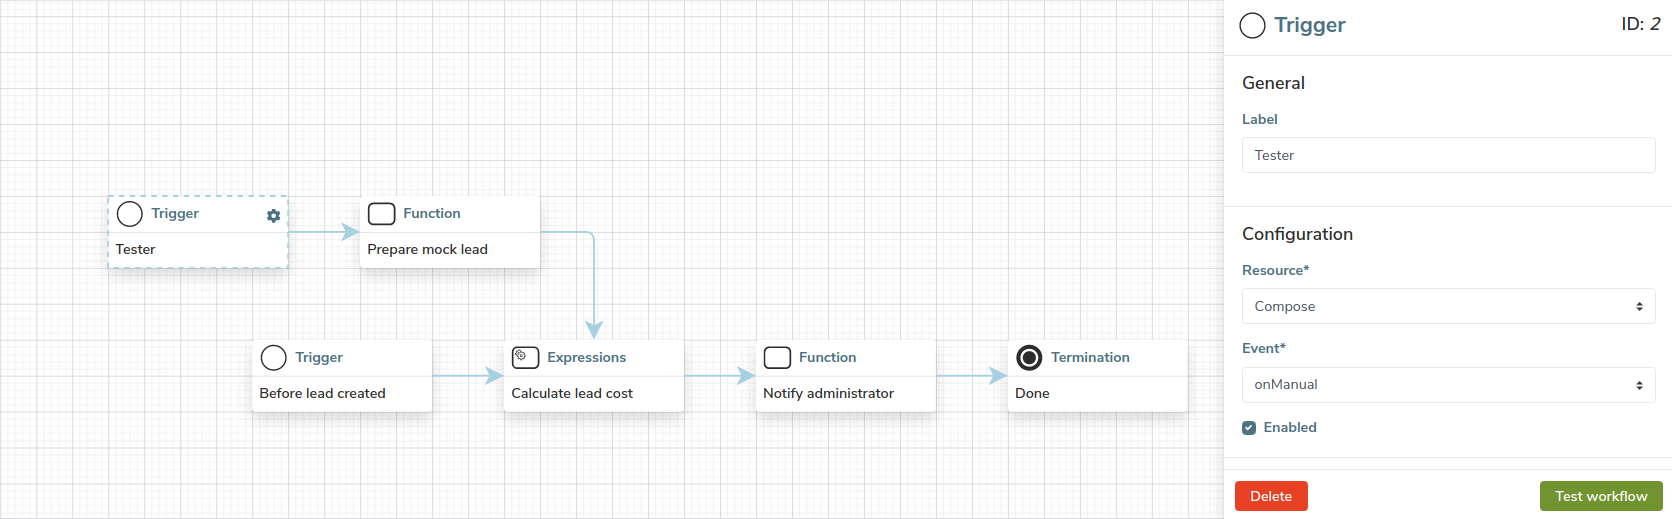 Trigger
Tester
Function
Prepare mock lead
Trigger
Before lead created
Expressions
Calculate lead cost
Function
Notify administrator
Termination
Done
Trigger ID: 2
General
Label
Tester
Configuration
Resource*
Compose
Event*
onManual
Enabled
Delete Test workflow